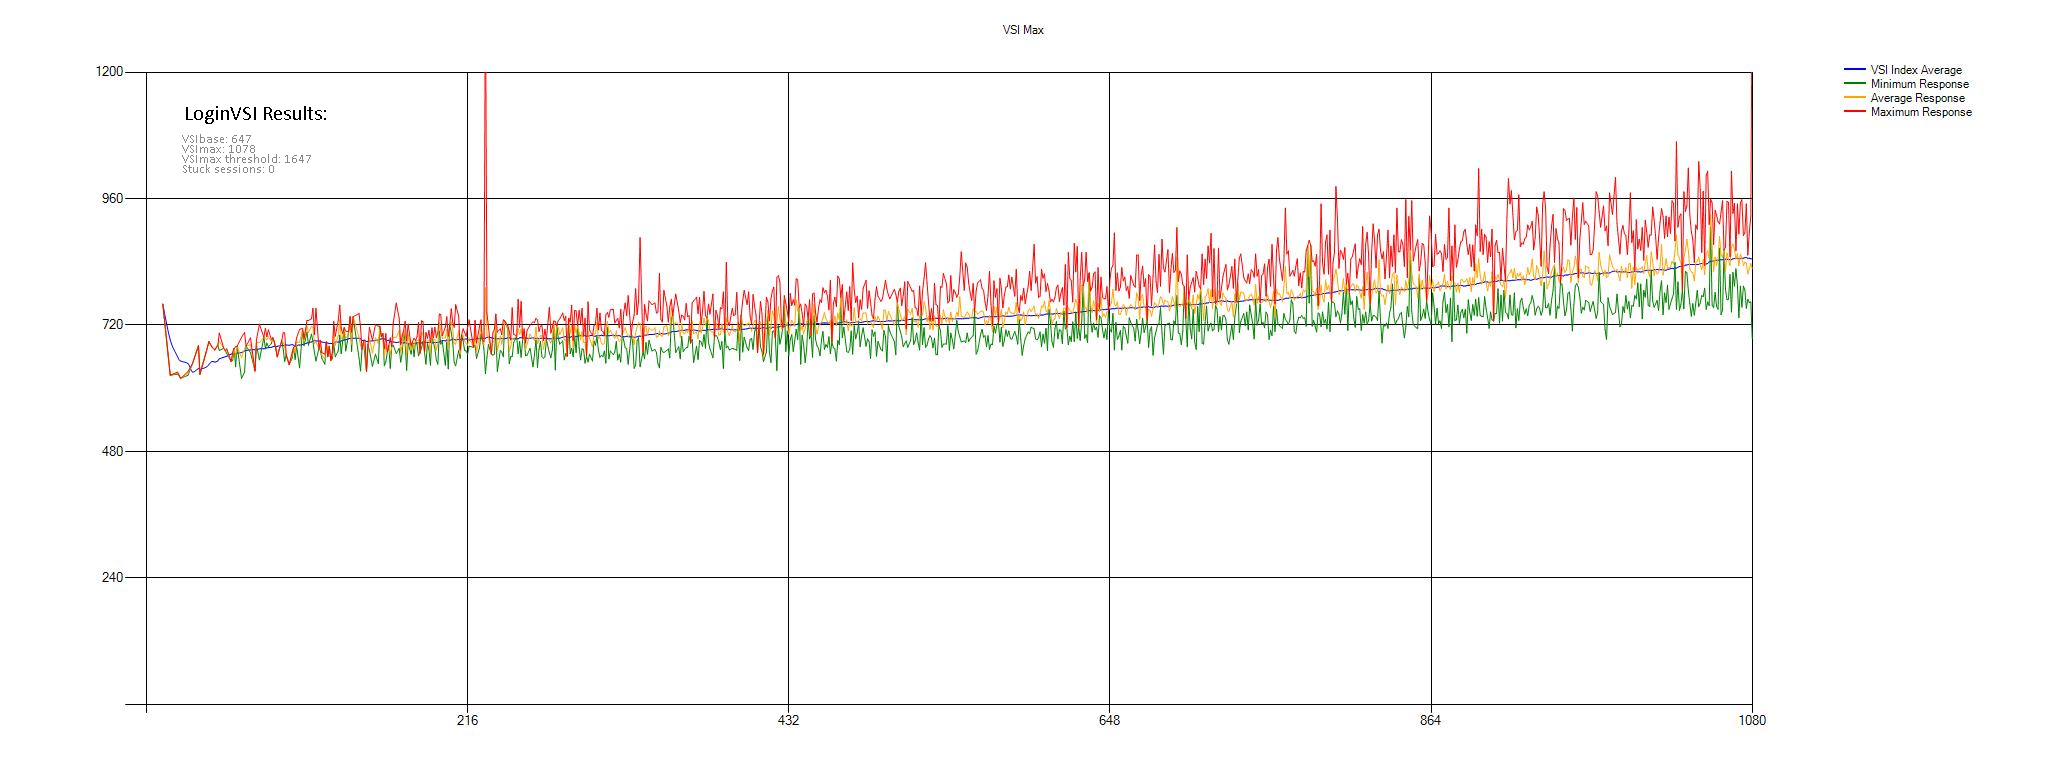 VSI Max
1200
960
720
480
240
LoginVSI Results:
VSIbase: 647
VSImax: 1078
VSImax threshold: 1647
Stuck sessions: 0
VSI Index Average
Minimum Response
Average Response
Maximum Response
216 432 648 864 1080